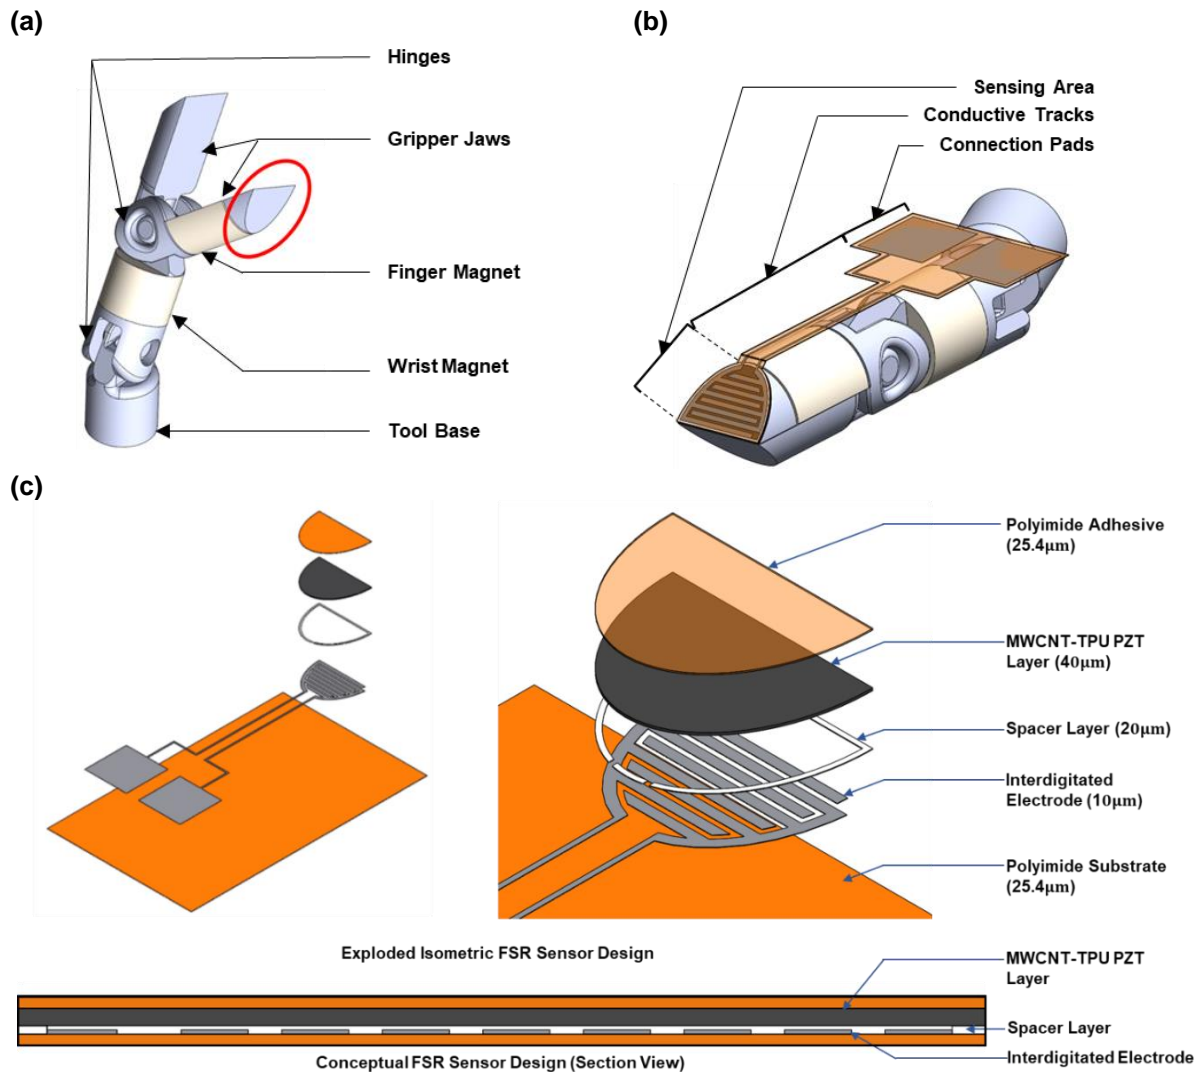 (a)
Hinges
Gripper Jaws
Finger Magnet
Wrist Magnet
Tool Base
(b)
Sensing Area
Conductive Tracks
Connection Pads
(c)
Polyimide Adhesive
(25.4µm)
MWCNT-TPU PZT
Layer (40µm)
Spacer Layer (20µm)
Interdigitated
Electrode (10µm)
Polyimide Substrate
(25.4µm)
Exploded Isometric FSR Sensor Design
MWCNT-TPU PZT
Layer
Spacer Layer
Interdigitated Electrode
Conceptual FSR Sensor Design (Section View)